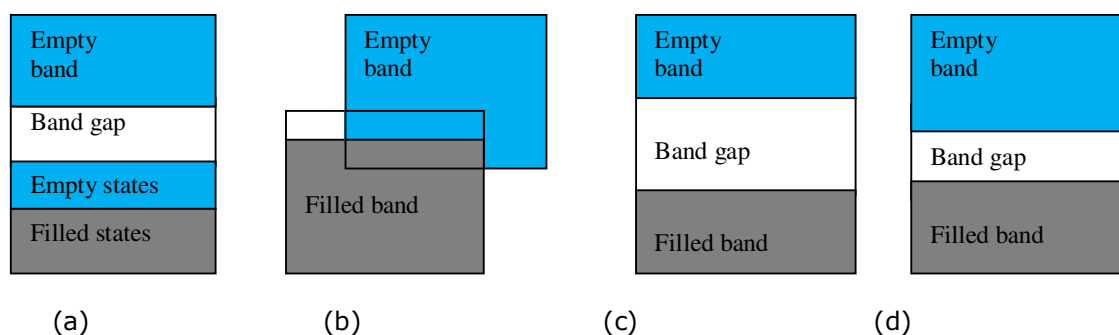 Empty
band
Band gap
Empty states
Filled states
(a)
Empty
band
Filled band
(b)
Empty
band
Band gap
Filled band
(c)
Empty
band
Band gap
Filled band
(d)